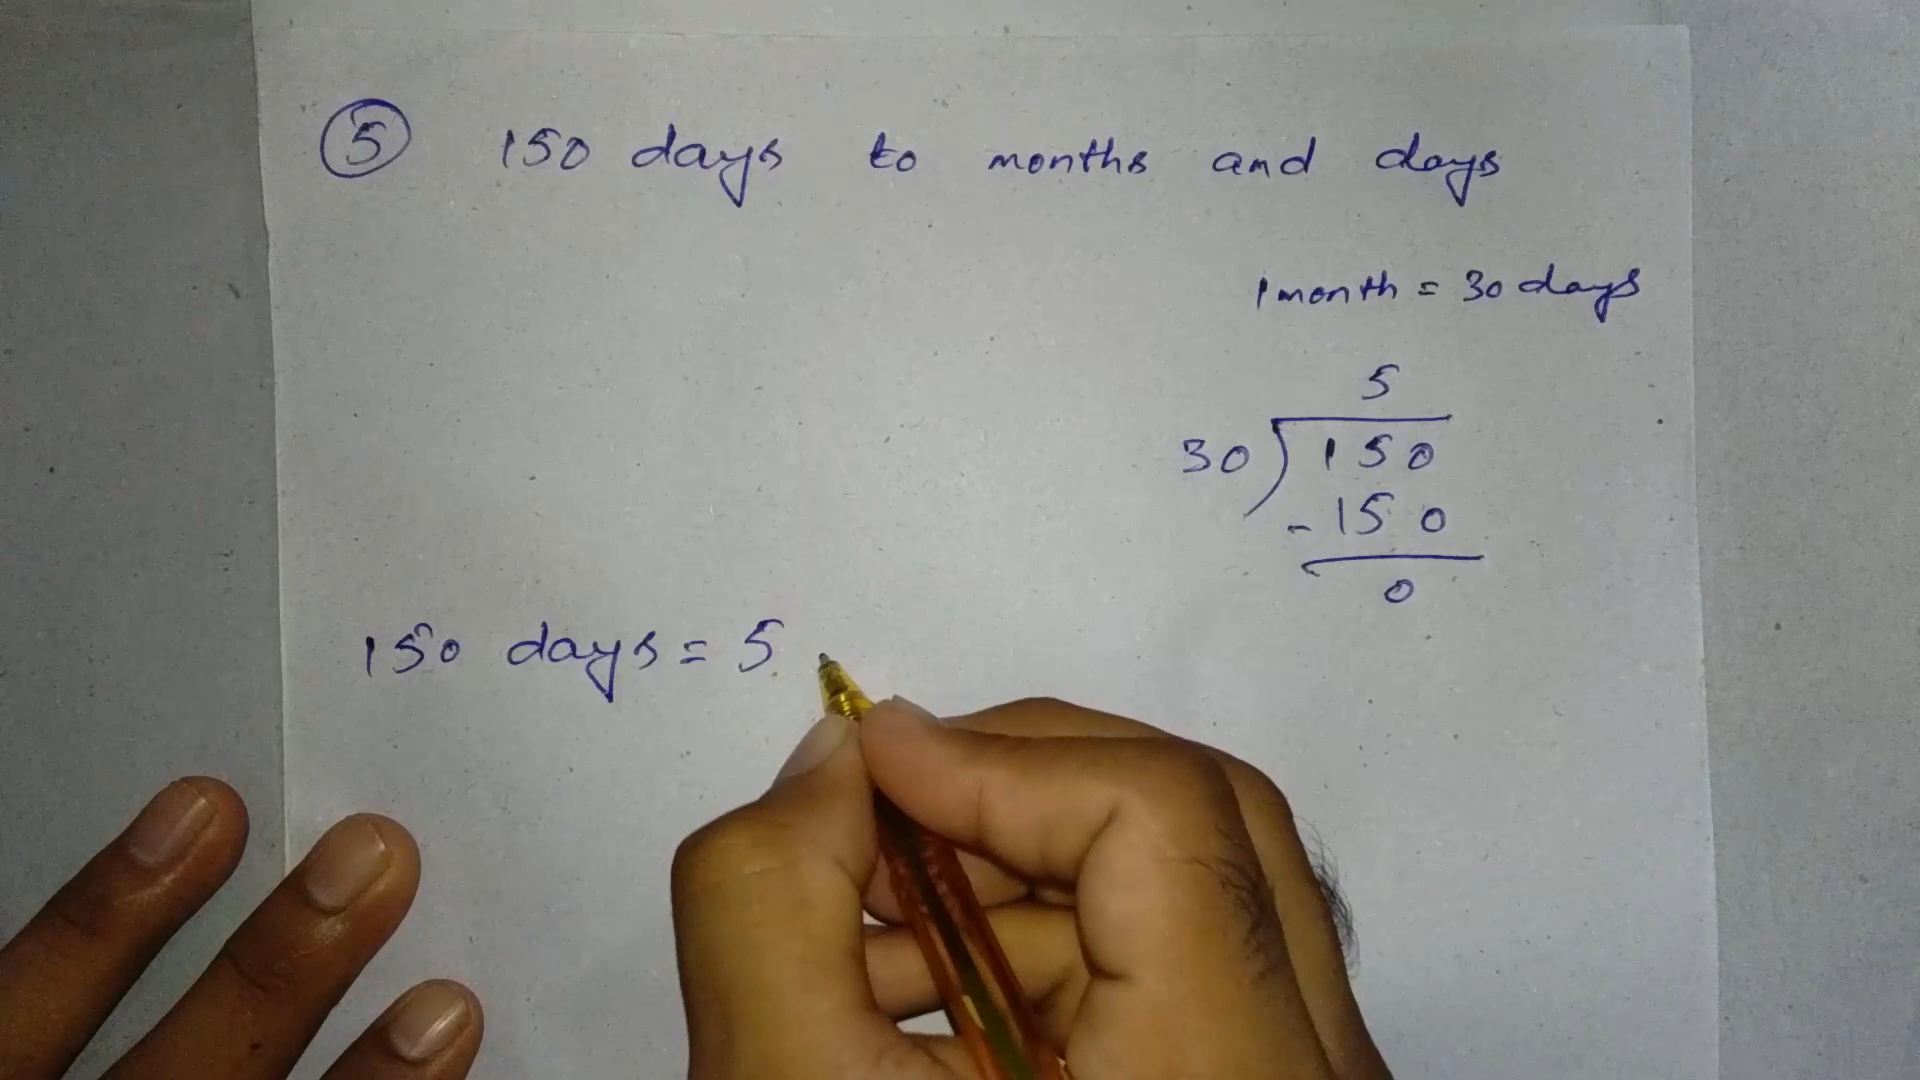 5 150 days to months and days
1 month = 30 days
5
30 ) 150
- 150
0
150 days = 5